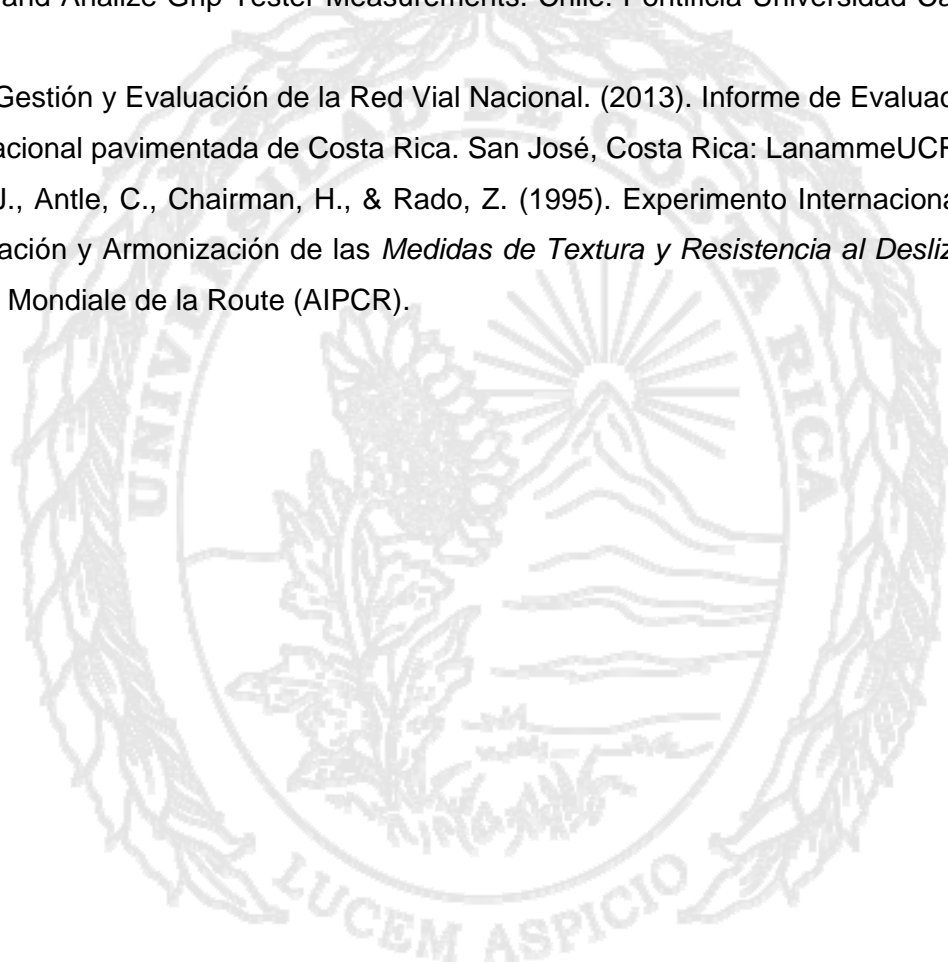 and Analize Grip Tester Measurements. Chile: Pontificia Universidad Ca
Gestión y Evaluación de la Red Vial Nacional. (2013). Informe de Evaluac
acional pavimentada de Costa Rica. San José, Costa Rica: LanammeUCR
J., Antle, C., Chairman, H., & Rado, Z. (1995). Experimento Internaciona
ación y Armonización de las Medidas de Textura y Resistencia al Desliz
Mondiale de la Route (AIPCR).
UNIVERSIDAD DE COSTA RICA
LUCEM ASPICIO